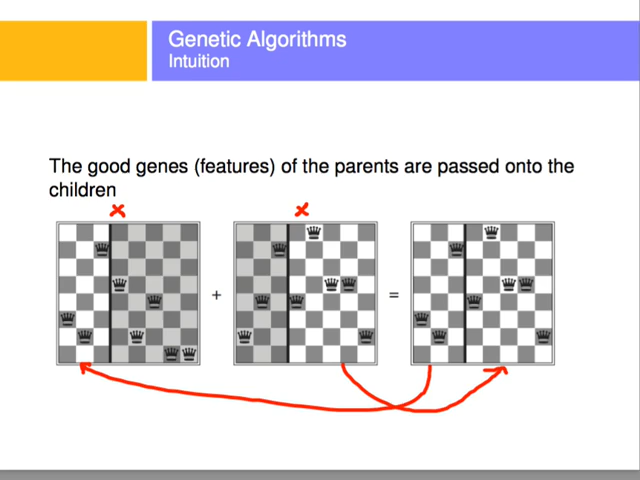 Genetic Algorithms
Intuition
The good genes (features) of the parents are passed onto the
children
x x
+ =